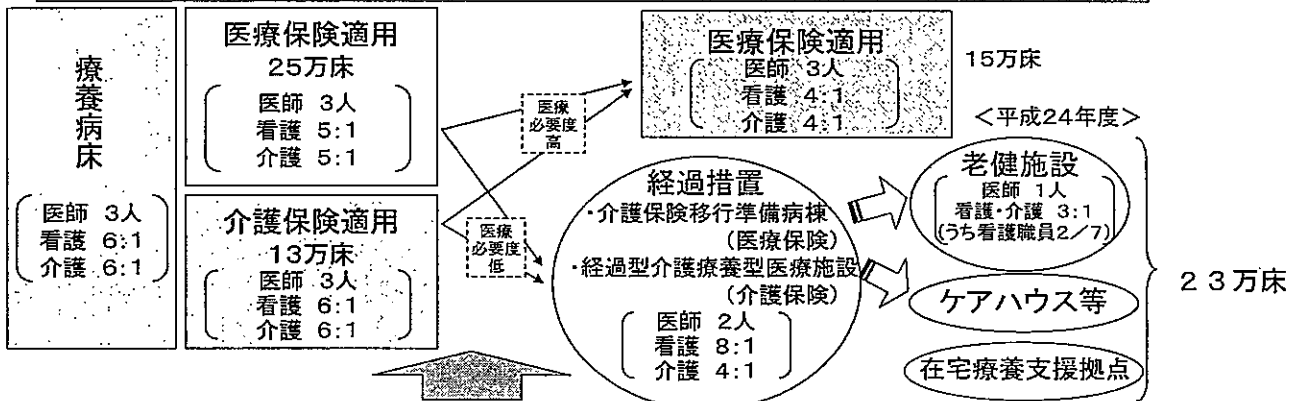 療養病床
医師 3人
看護 6:1
介護 6:1
医療保険適用
25万床
医師 3人
看護 5:1
介護 5:1
介護保険適用
13万床
医師 3人
看護 6:1
介護 6:1
医療
必要度
高
医療
必要度
低
医療保険適用
医師 3人
看護 4:1
介護 4:1
15万床
経過措置
・介護保険移行準備病棟
(医療保険)
・経過型介護療養型医療施設
(介護保険)
医師 2人
看護 8:1
介護 4:1
<平成24年度>
老健施設
医師 1人
看護・介護 3:1
(うち看護職員2/7)
ケアハウス等
在宅療養支援拠点
23万床